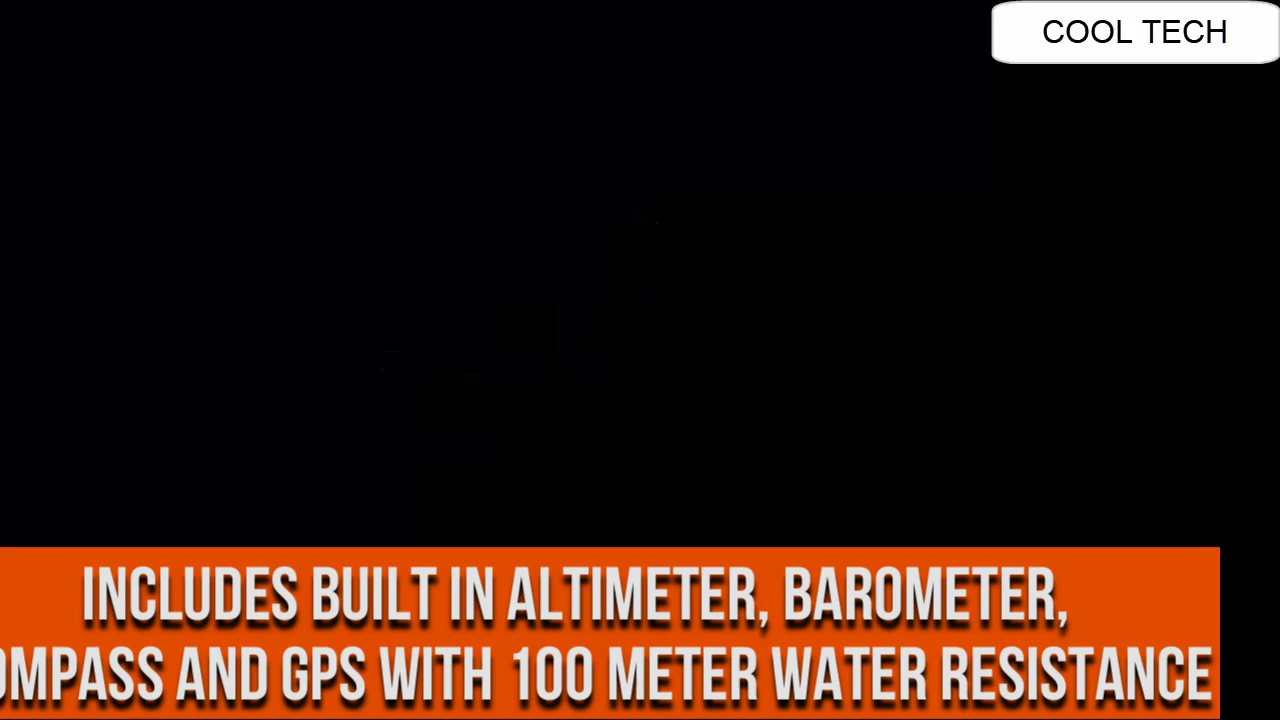 COOL TECH
INCLUDES BUILT IN ALTIMETER, BAROMETER,
OMPASS AND GPS WITH 100 METER WATER RESISTANCE